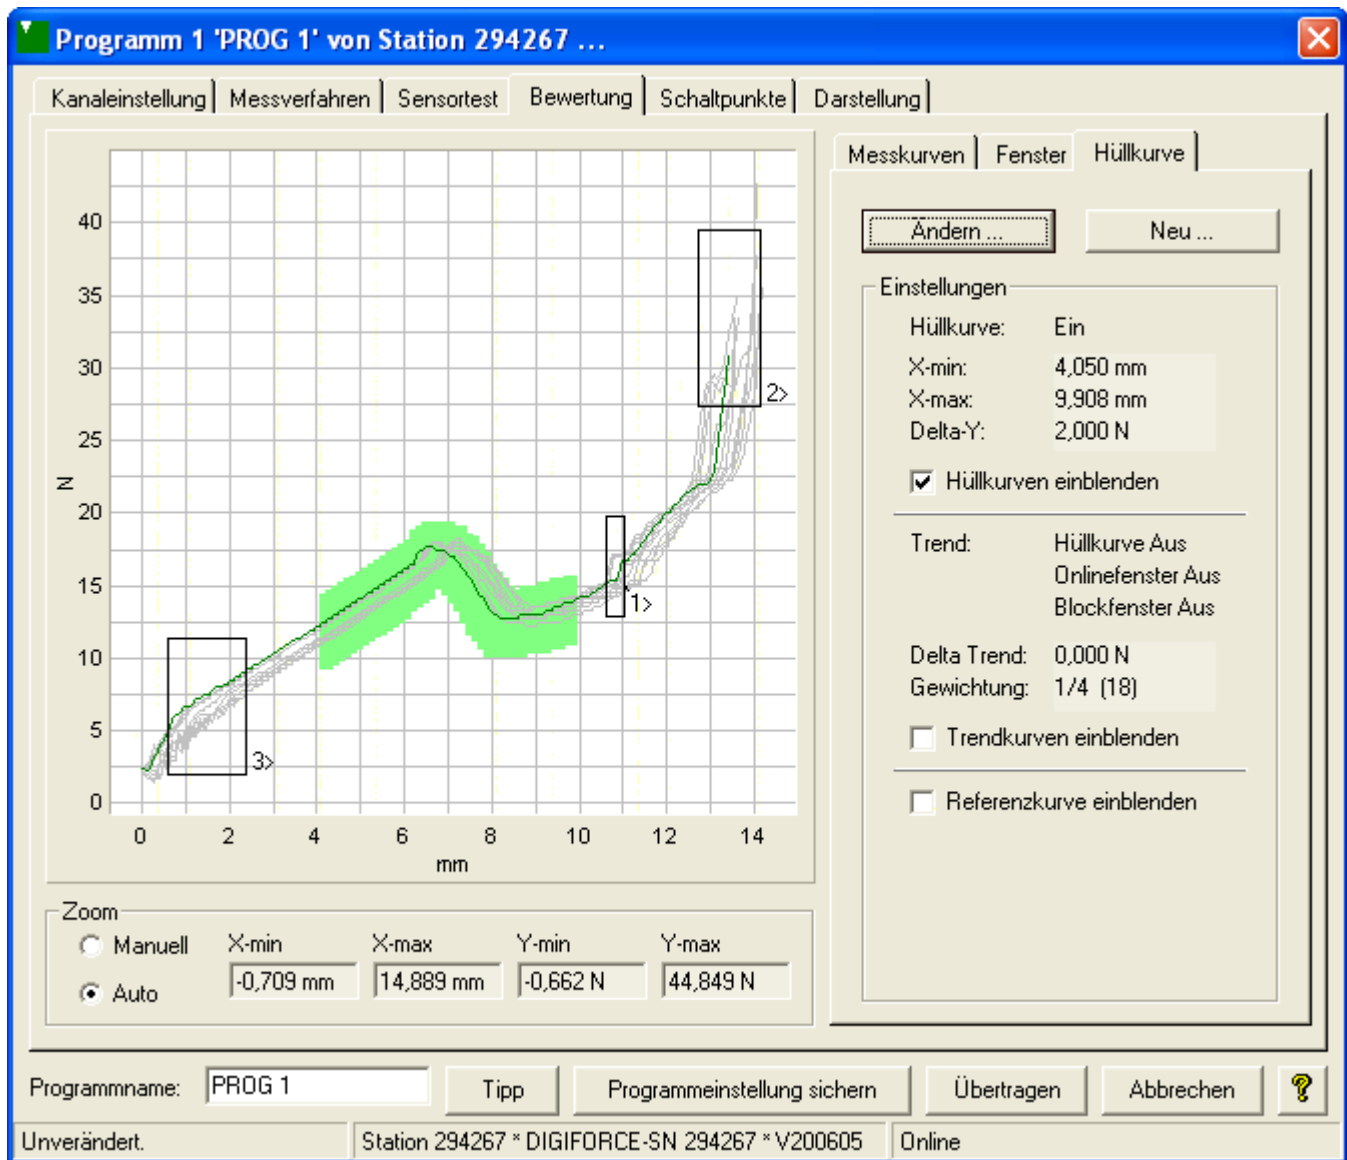 Programm 1 'PROG 1' von Station 294267 ...
Kanaleinstellung Messverfahren Sensortest Bewertung Schaltpunkte Darstellung
Messkurven Fenster Hüllkurve
Ändern ... Neu ...
Einstellungen
Hüllkurve: Ein
X-min: 4,050 mm
X-max: 9,908 mm
Delta-Y: 2,000 N
Hüllkurven einblenden
Trend: Hüllkurve Aus
Onlinefenster Aus
Blockfenster Aus
Delta Trend: 0,000 N
Gewichtung: 1/4 (18)
Trendkurven einblenden
Referenzkurve einblenden
40
35
30
25
20
15
10
5
0
N
2>
1>
3>
0 2 4 6 8 10 12 14
mm
Zoom
Manuell X-min X-max Y-min Y-max
Auto -0,709 mm 14,889 mm -0,662 N 44,849 N
Programmname: PROG 1 Tipp Programmeinstellung sichern Übertragen Abbrechen ?
Unverändert. Station 294267 * DIGIFORCE-SN 294267 * V200605 Online